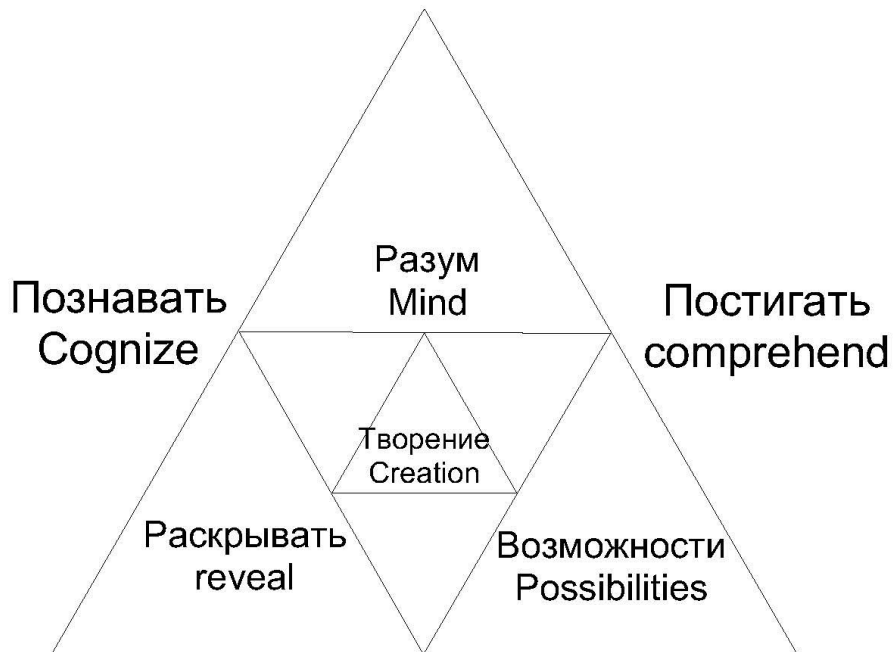 Разум
Mind
Познавать
Cognize
Постигать
comprehend
Творение
Creation
Раскрывать
reveal
Возможности
Possibilities